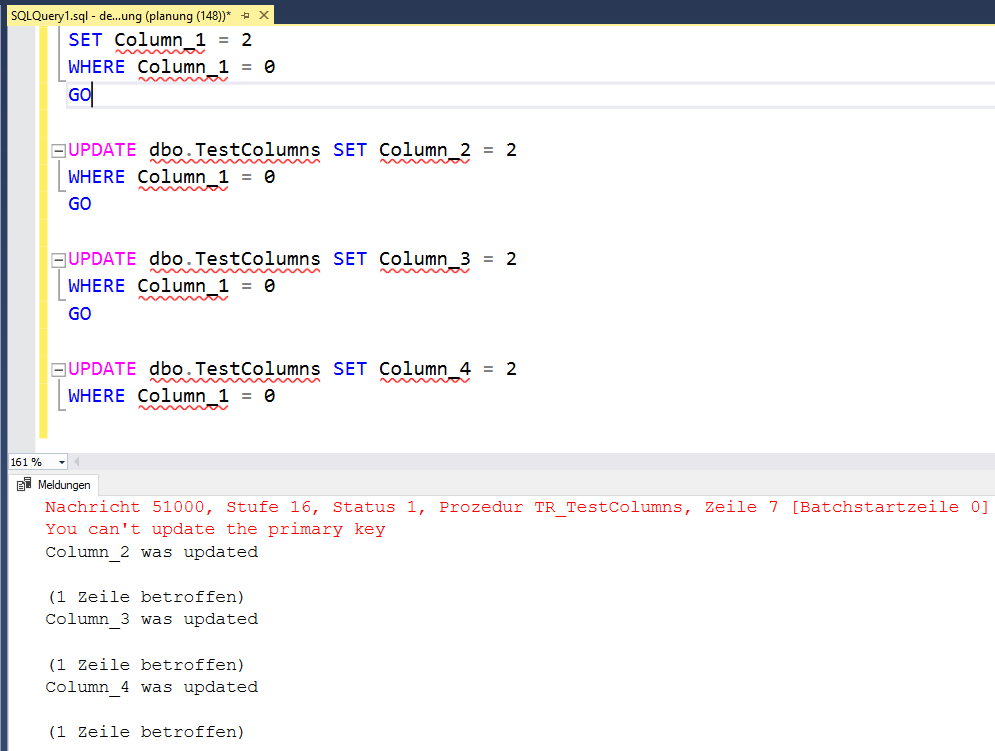 SQLQuery1.sql - de...ung (planung (148))*
SET Column_1 = 2
WHERE Column_1 = 0
GO
UPDATE dbo.TestColumns SET Column_2 = 2
WHERE Column_1 = 0
GO
UPDATE dbo.TestColumns SET Column_3 = 2
WHERE Column_1 = 0
GO
UPDATE dbo.TestColumns SET Column_4 = 2
WHERE Column_1 = 0
161 %
Meldungen
Nachricht 51000, Stufe 16, Status 1, Prozedur TR_TestColumns, Zeile 7 [Batchstartzeile 0]
You can't update the primary key
Column_2 was updated
(1 Zeile betroffen)
Column_3 was updated
(1 Zeile betroffen)
Column_4 was updated
(1 Zeile betroffen)